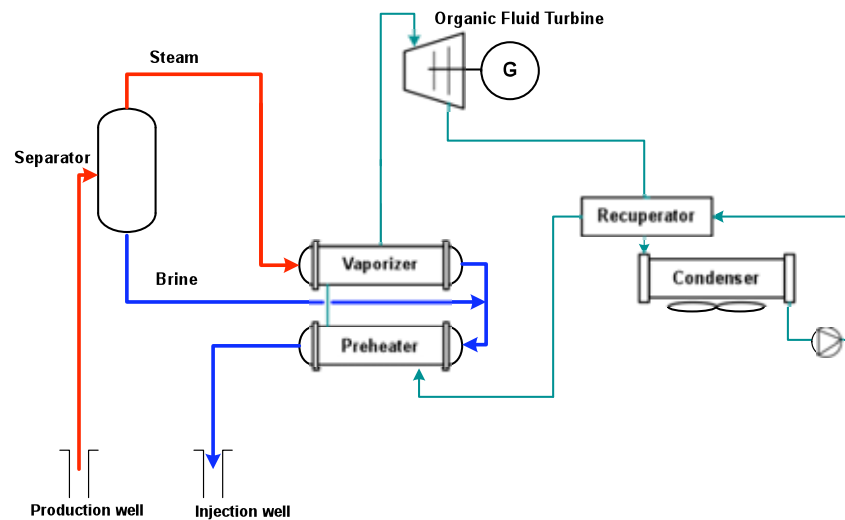 Organic Fluid Turbine
Steam
G
Separator
Recuperator
Vaporizer
Condenser
Brine
Preheater
Production well
Injection well